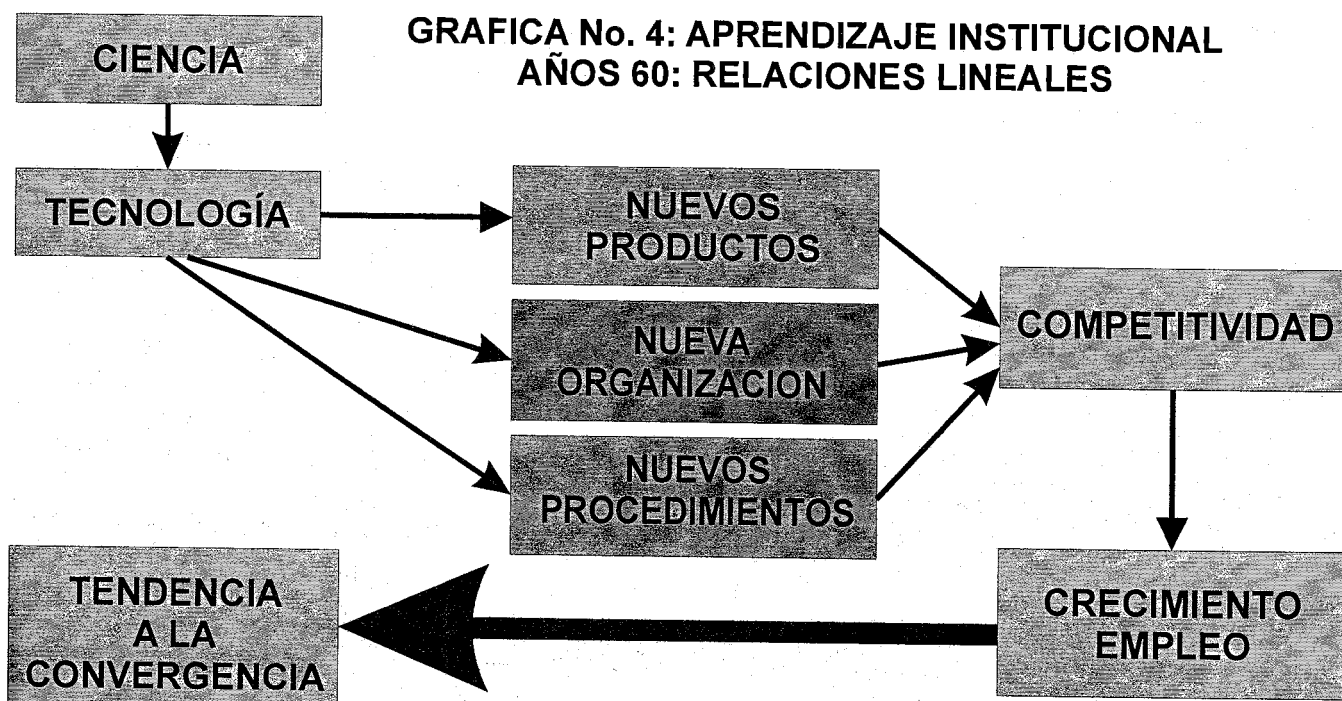 GRAFICA No. 4: APRENDIZAJE INSTITUCIONAL
AÑOS 60: RELACIONES LINEALES
CIENCIA
TECNOLOGÍA
NUEVOS
PRODUCTOS
NUEVA
ORGANIZACION
NUEVOS
PROCEDIMIENTOS
COMPETITIVIDAD
CRECIMIENTO
EMPLEO
TENDENCIA
A LA
CONVERGENCIA